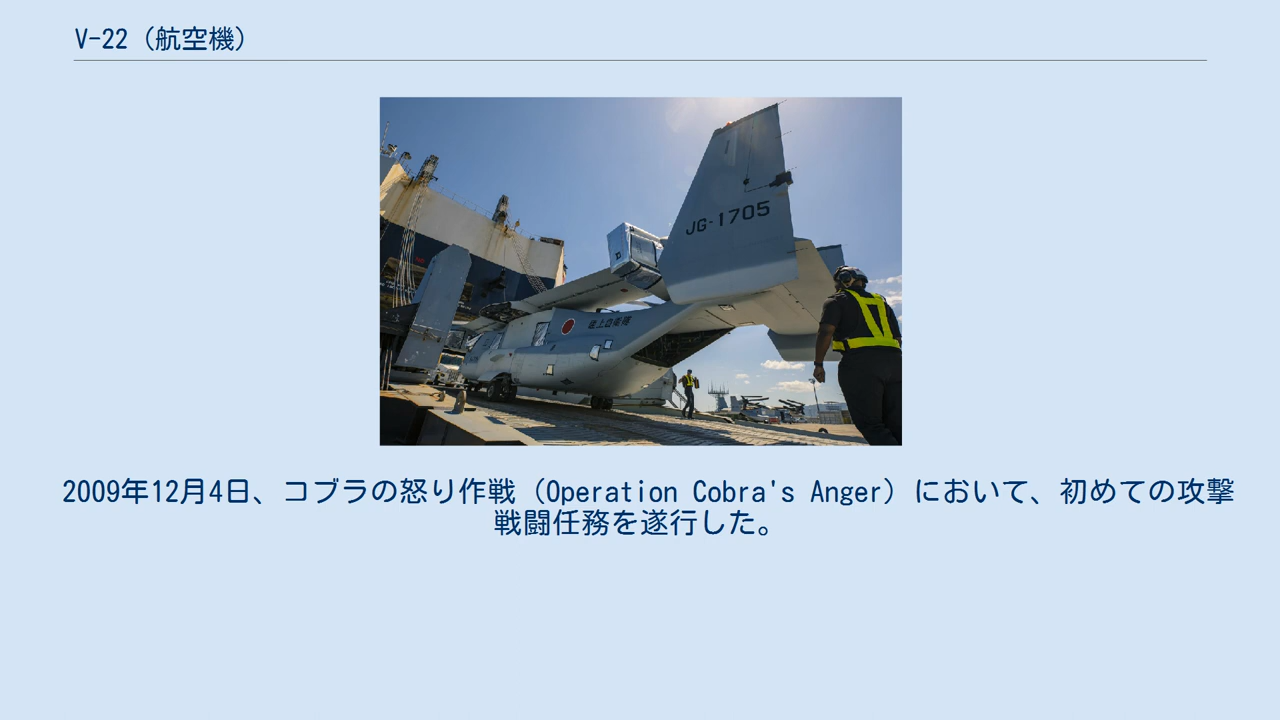 V-22（航空機）
JG-1705
陸上自衛隊
2009年12月4日、コブラの怒り作戦（Operation Cobra's Anger）において、初めての攻撃
戦闘任務を遂行した。